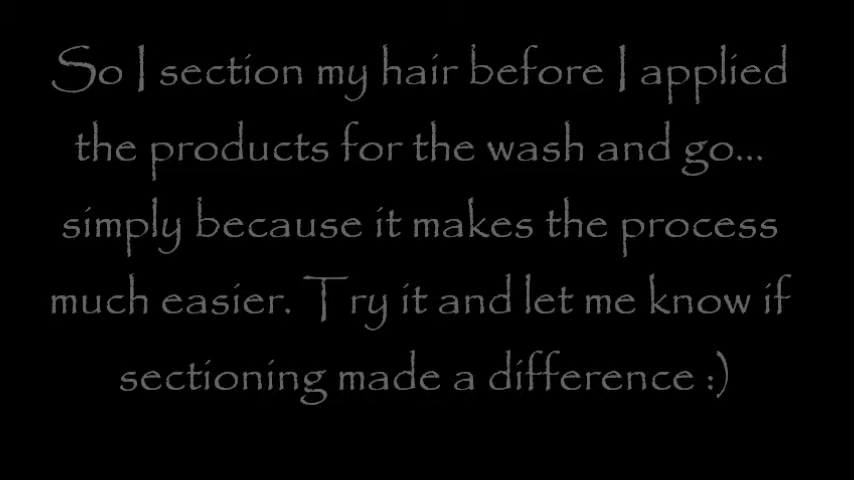 So I section my hair before I applied
the products for the wash and go...
simply because it makes the process
much easier. Try it and let me know if
sectioning made a difference :)